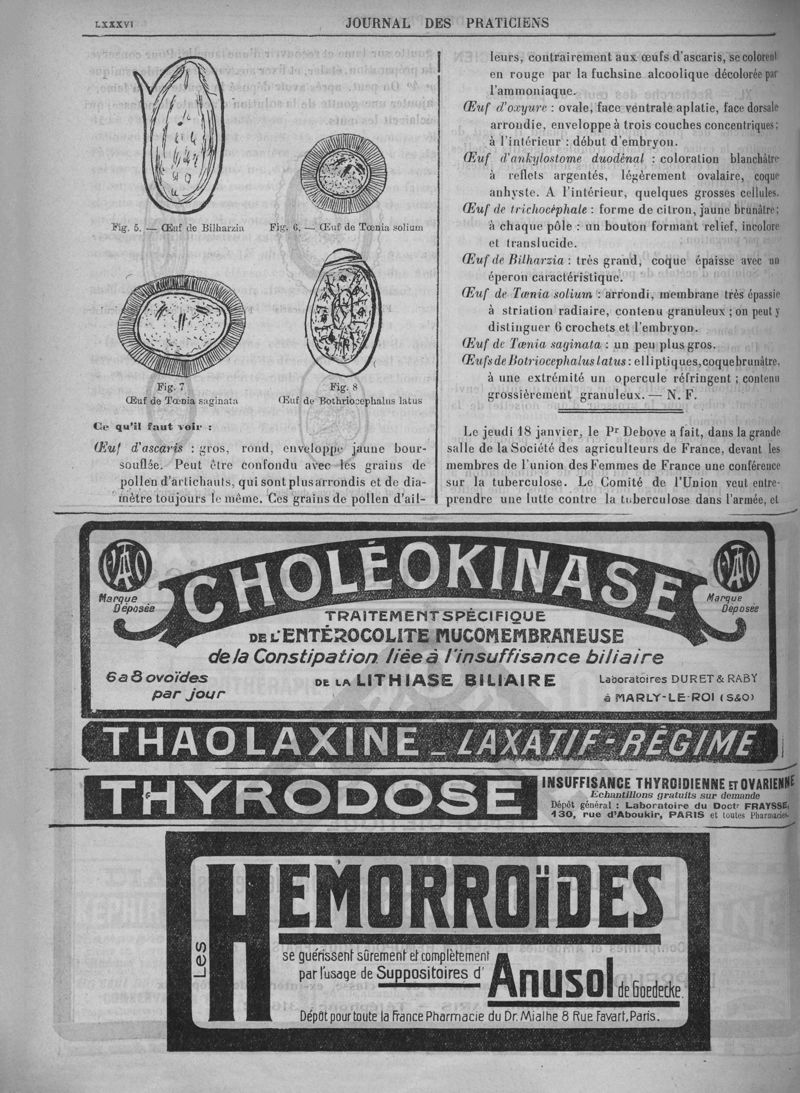 LXXXVI
JOURNAL DES PRATICIENS
Fig. 5. — Œuf de Bilharzia
Fig. 6. — Œuf de Tœnia solium
Fig. 7
Œuf de Tœnia saginata
Fig. 8
Œuf de Bothriocephalus latus
Ce qu'il faut voir :
Œuf d'ascaris : gros, rond, enveloppe jaune bour-
souflée. Peut être confondu avec les grains de
pollen d'artichauts, qui sont plus arrondis et de dia-
mètre toujours le même. Ces grains de pollen d'ail-
leurs, contrairement aux œufs d'ascaris, se colorent
en rouge par la fuchsine alcoolique décolorée par
l'ammoniaque.
Œuf d'oxyure : ovale, face ventrale aplatie, face dorsale
arrondie, enveloppe à trois couches concentriques ;
à l'intérieur : début d'embryon.
Œuf d'ankylostome duodénal : coloration blanchâtre
à reflets argentés, légèrement ovalaire, coque
anhyste. A l'intérieur, quelques grosses cellules.
Œuf de trichocéphale : forme de citron, jaune brunâtre ;
à chaque pôle : un bouton formant relief, incolore
et translucide.
Œuf de Bilharzia : très grand, coque épaisse avec un
éperon caractéristique.
Œuf de Tœnia solium : arrondi, membrane très épassie
à striation radiaire, contenu granuleux ; on peut y
distinguer 6 crochets et l'embryon.
Œuf de Tœnia saginata : un peu plus gros.
Œufs de Botriocephalus latus : elliptiques, coque brunâtre,
à une extrémité un opercule réfringent ; contenu
grossièrement granuleux. — N. F.
Le jeudi 18 janvier, le Pr Debove a fait, dans la grande
salle de la Société des agriculteurs de France, devant les
membres de l'union des Femmes de France une conférence
sur la tuberculose. Le Comité de l'Union veut entre-
prendre une lutte contre la tuberculose dans l'armée, et
Marque
Déposée
CHOLÉOKINASE
Marque
Déposée
TRAITEMENT SPÉCIFIQUE
DE L'ENTÉROCOLITE MUCOMEMBRANEUSE
de la Constipation liée à l'insuffisance biliaire
6 a 8 ovoïdes
par jour
DE LA LITHIASE BILIAIRE
Laboratoires DURET & RABY
à MARLY-LE-ROI (S&O)
THAOLAXINE _ LAXATIF-RÉGIME
THYRODOSE
INSUFFISANCE THYROIDIENNE ET OVARIENNE
Echantillons gratuits sur demande
Dépôt général : Laboratoire du Doctr FRAYSSE,
130, rue d'Aboukir, PARIS et toutes Pharmacies.
Les
HEMORROÏDES
se guérissent sûrement et complètement
par l'usage de Suppositoires d'
Anusol de Goedecke.
Dépôt pour toute la France Pharmacie du Dr. Mialhe 8 Rue Favart, Paris.